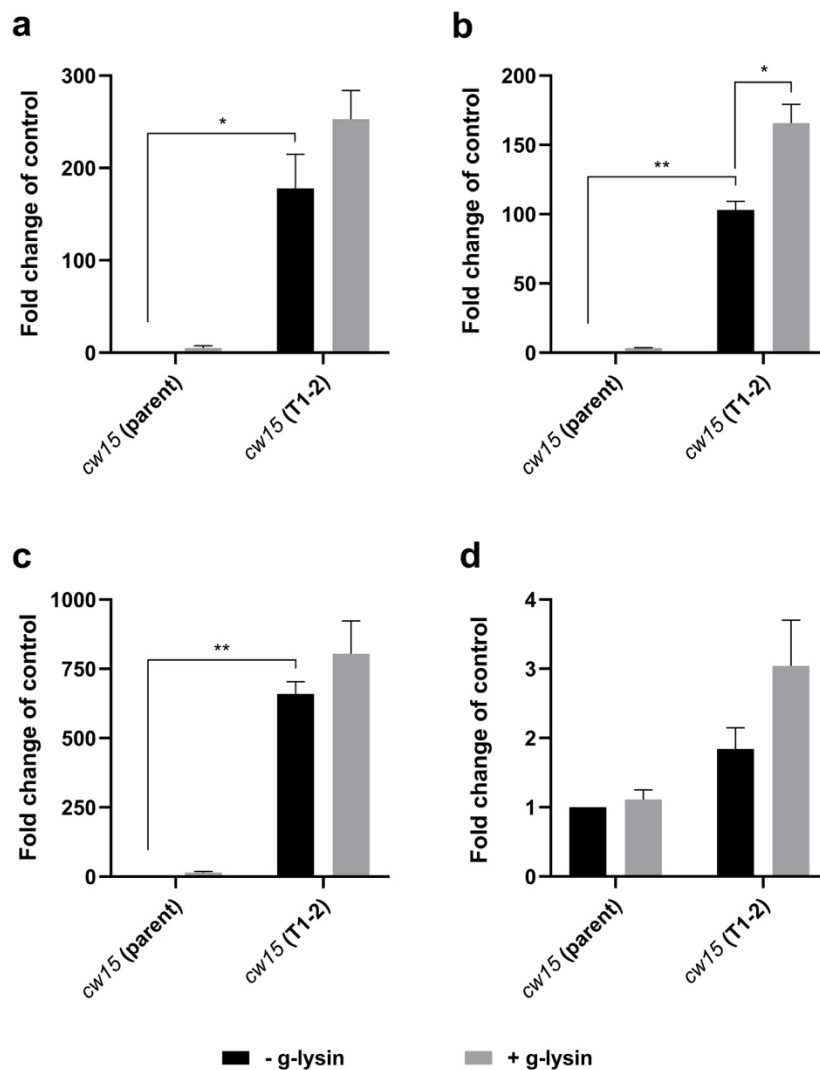 a
Fold change of control
300
200
100
0
*
cw15 (parent)
cw15 (T1-2)
b
Fold change of control
200
150
100
50
0
**
*
cw15 (parent)
cw15 (T1-2)
c
Fold change of control
1000
750
500
250
0
**
cw15 (parent)
cw15 (T1-2)
d
Fold change of control
4
3
2
1
0
cw15 (parent)
cw15 (T1-2)
- g-lysin
+ g-lysin